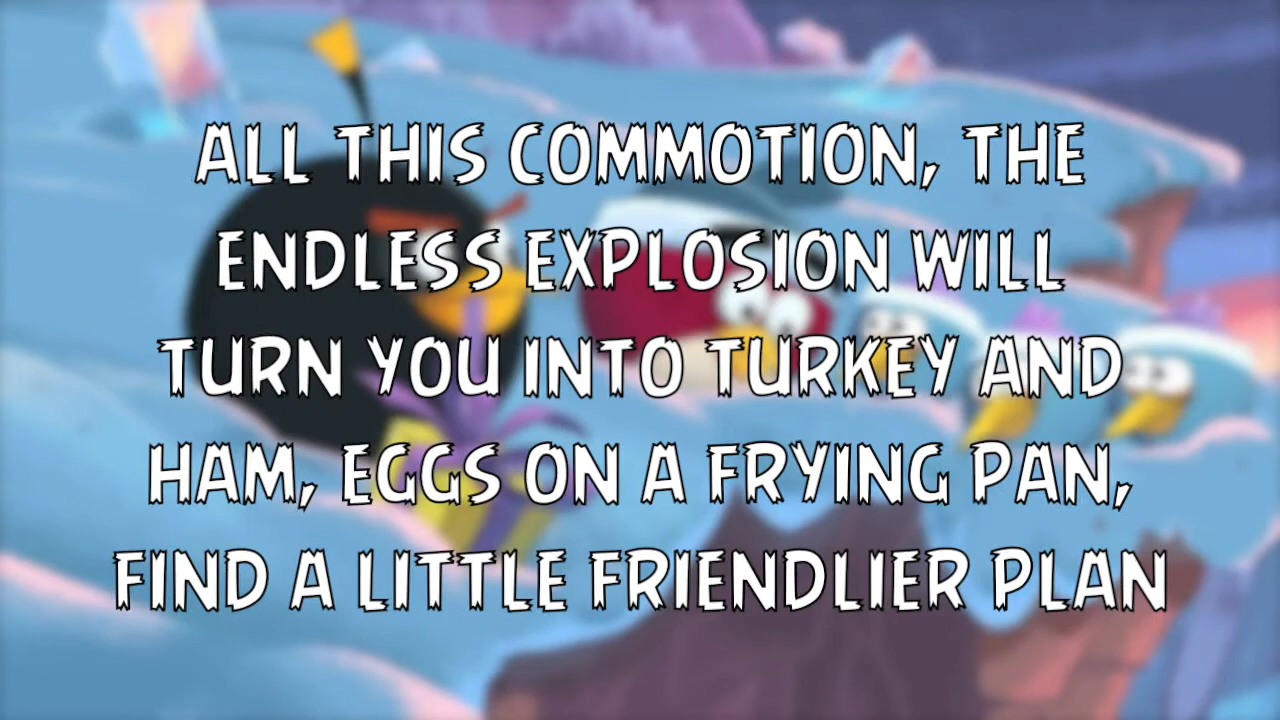 ALL THIS COMMOTION, THE
ENDLESS EXPLOSION WILL
TURN YOU INTO TURKEY AND
HAM, EGGS ON A FRYING PAN,
FIND A LITTLE FRIENDLIER PLAN